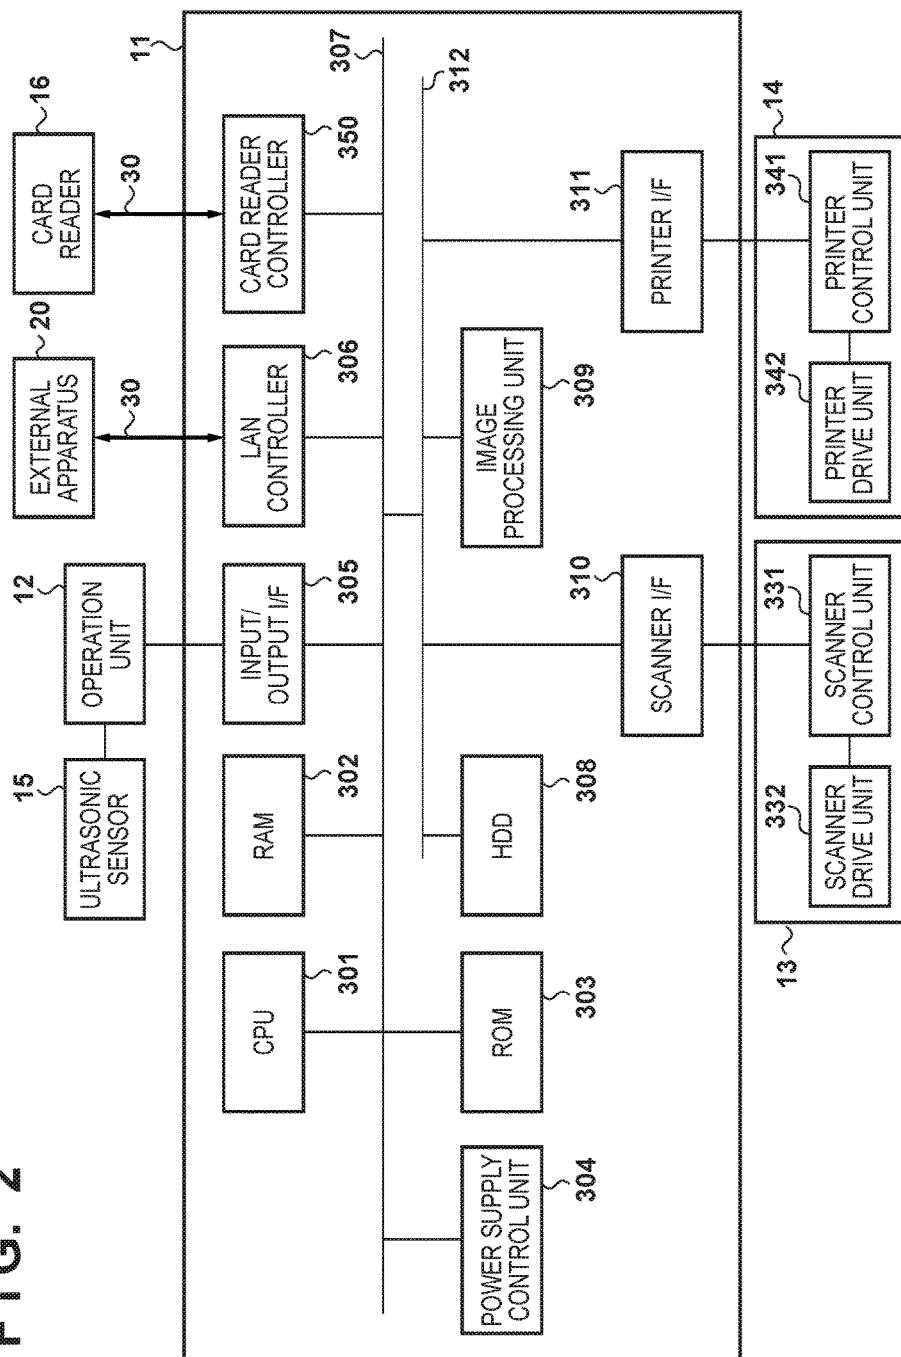 FIG. 2
15
ULTRASONIC
SENSOR
12
OPERATION
UNIT
20
EXTERNAL
APPARATUS
16
CARD
READER
30
30
11
CPU
301
RAM
302
INPUT/
OUTPUT I/F
305
LAN
CONTROLLER
306
CARD READER
CONTROLLER
350
307
312
POWER SUPPLY
CONTROL UNIT
304
ROM
303
HDD
308
IMAGE
PROCESSING UNIT
309
SCANNER I/F
310
PRINTER I/F
311
13
332
SCANNER
DRIVE UNIT
331
SCANNER
CONTROL UNIT
14
342
PRINTER
DRIVE UNIT
341
PRINTER
CONTROL UNIT